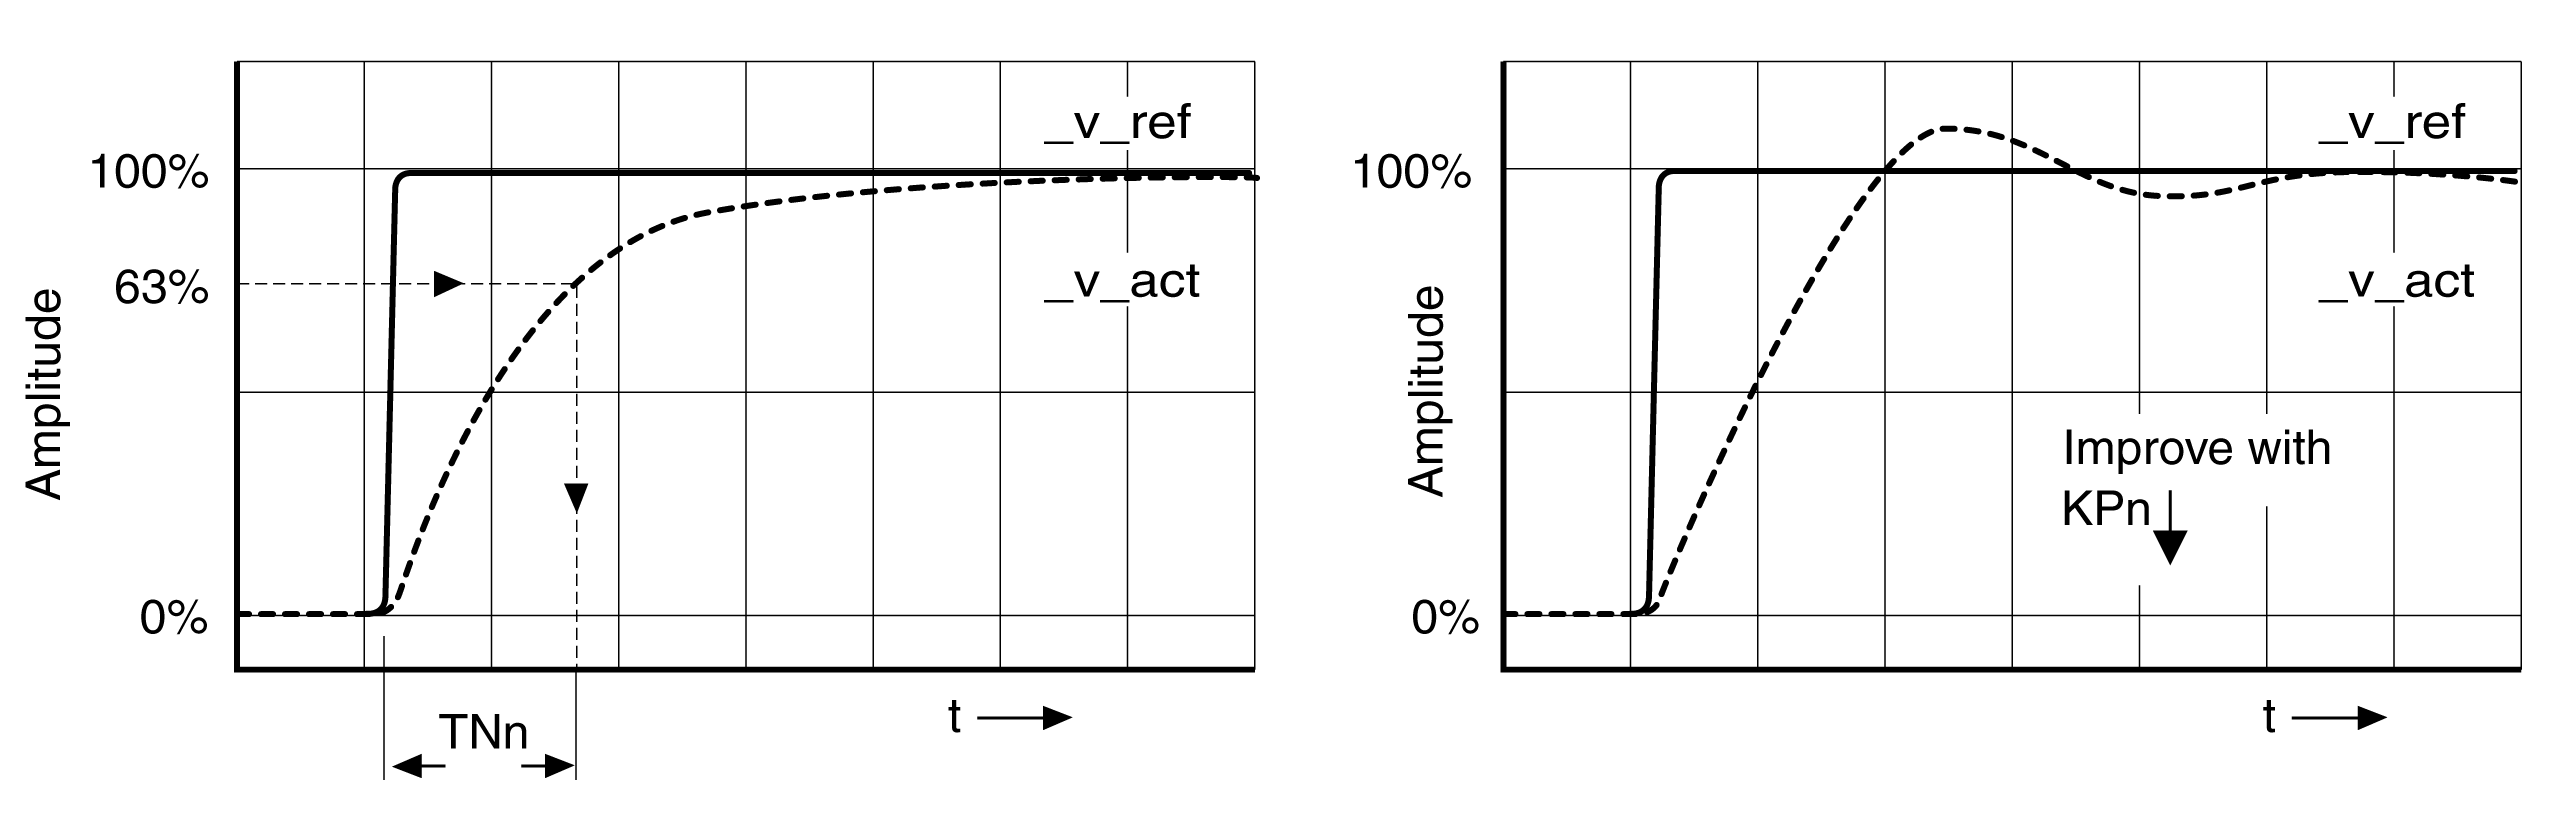 _v_ref
100%
63%
_v_act
Amplitude
0%
t
TNn
_v_ref
100%
_v_act
Amplitude
Improve with
KPn
0%
t